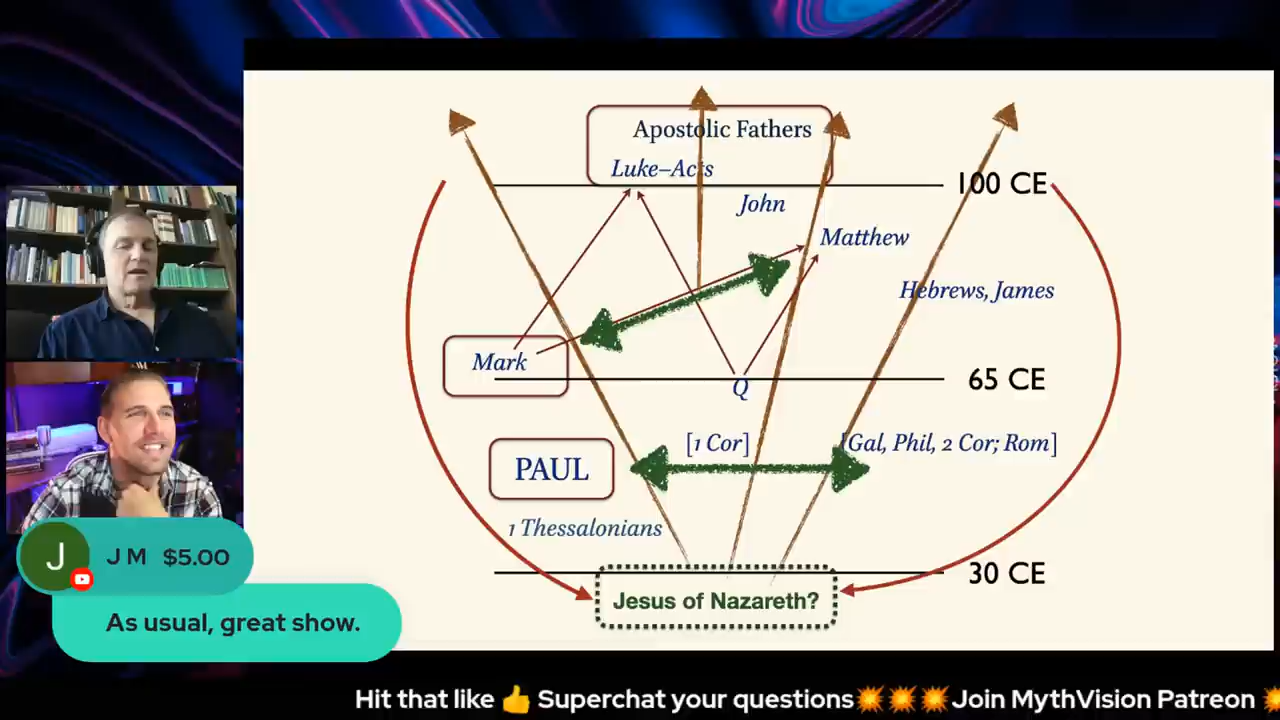 Apostolic Fathers
Luke–Acts
100 CE
John
Matthew
Hebrews, James
Mark
65 CE
Q
[1 Cor]
[Gal, Phil, 2 Cor; Rom]
PAUL
1 Thessalonians
30 CE
Jesus of Nazareth?
J
J M $5.00
As usual, great show.
Hit that like 👍 Superchat your questions💥💥💥Join MythVision Patreon 💥